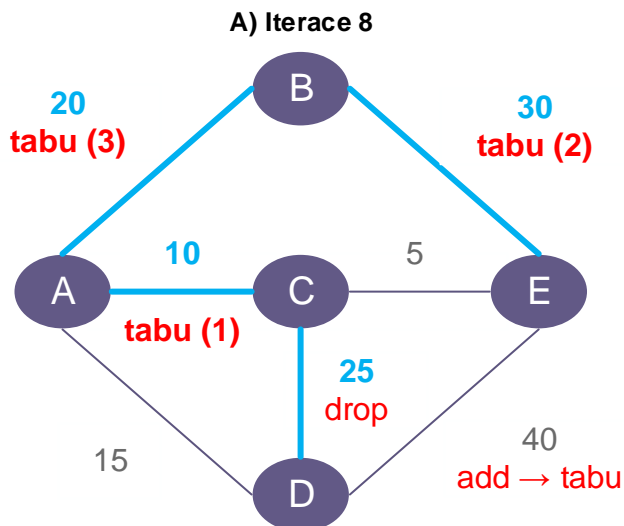 A) Iterace 8
B
20
tabu (3)
30
tabu (2)
10
5
A
C
E
tabu (1)
25
drop
15
40
add → tabu
D